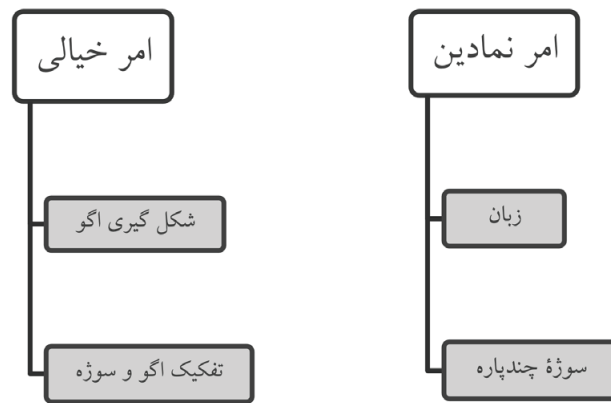 امر نمادین
زبان
سوژهٔ چندپاره
امر خیالی
شکل گیری اگو
تفکیک اگو و سوژه